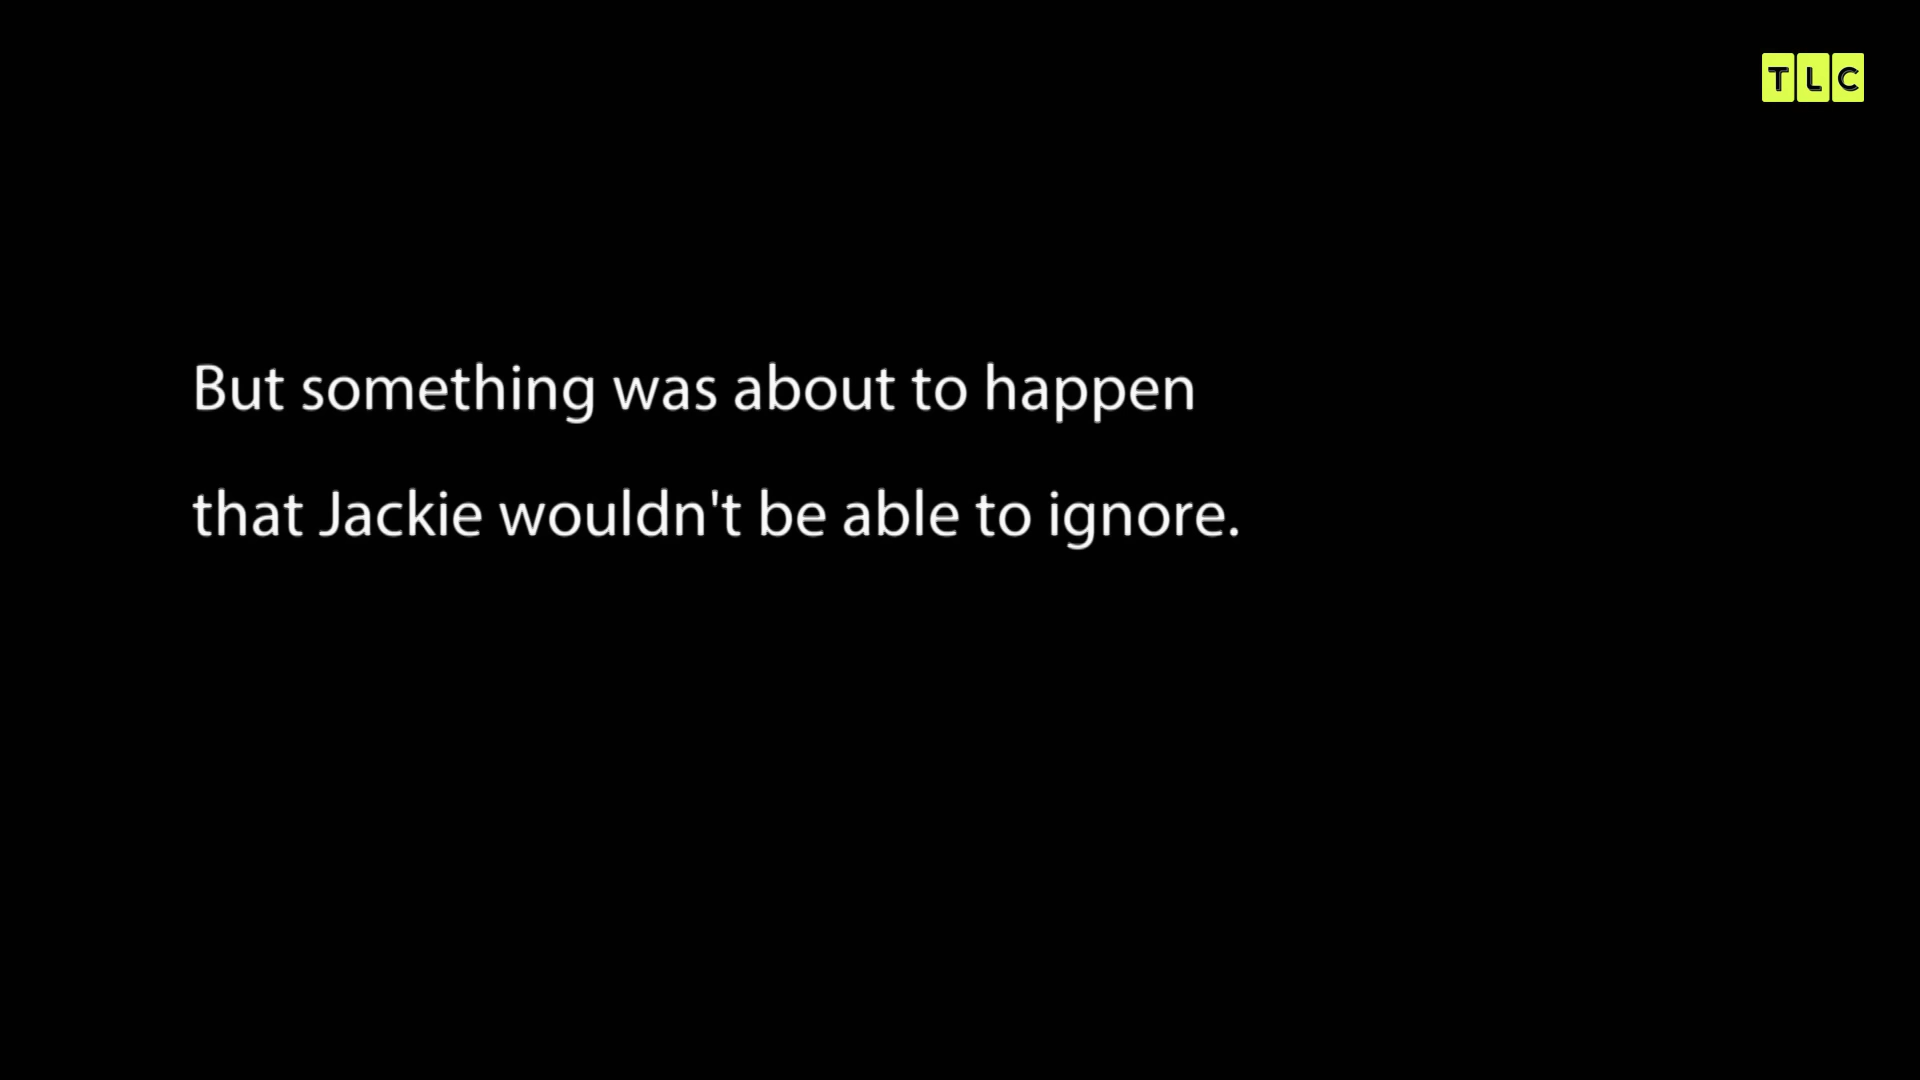 TLC
But something was about to happen
that Jackie wouldn't be able to ignore.